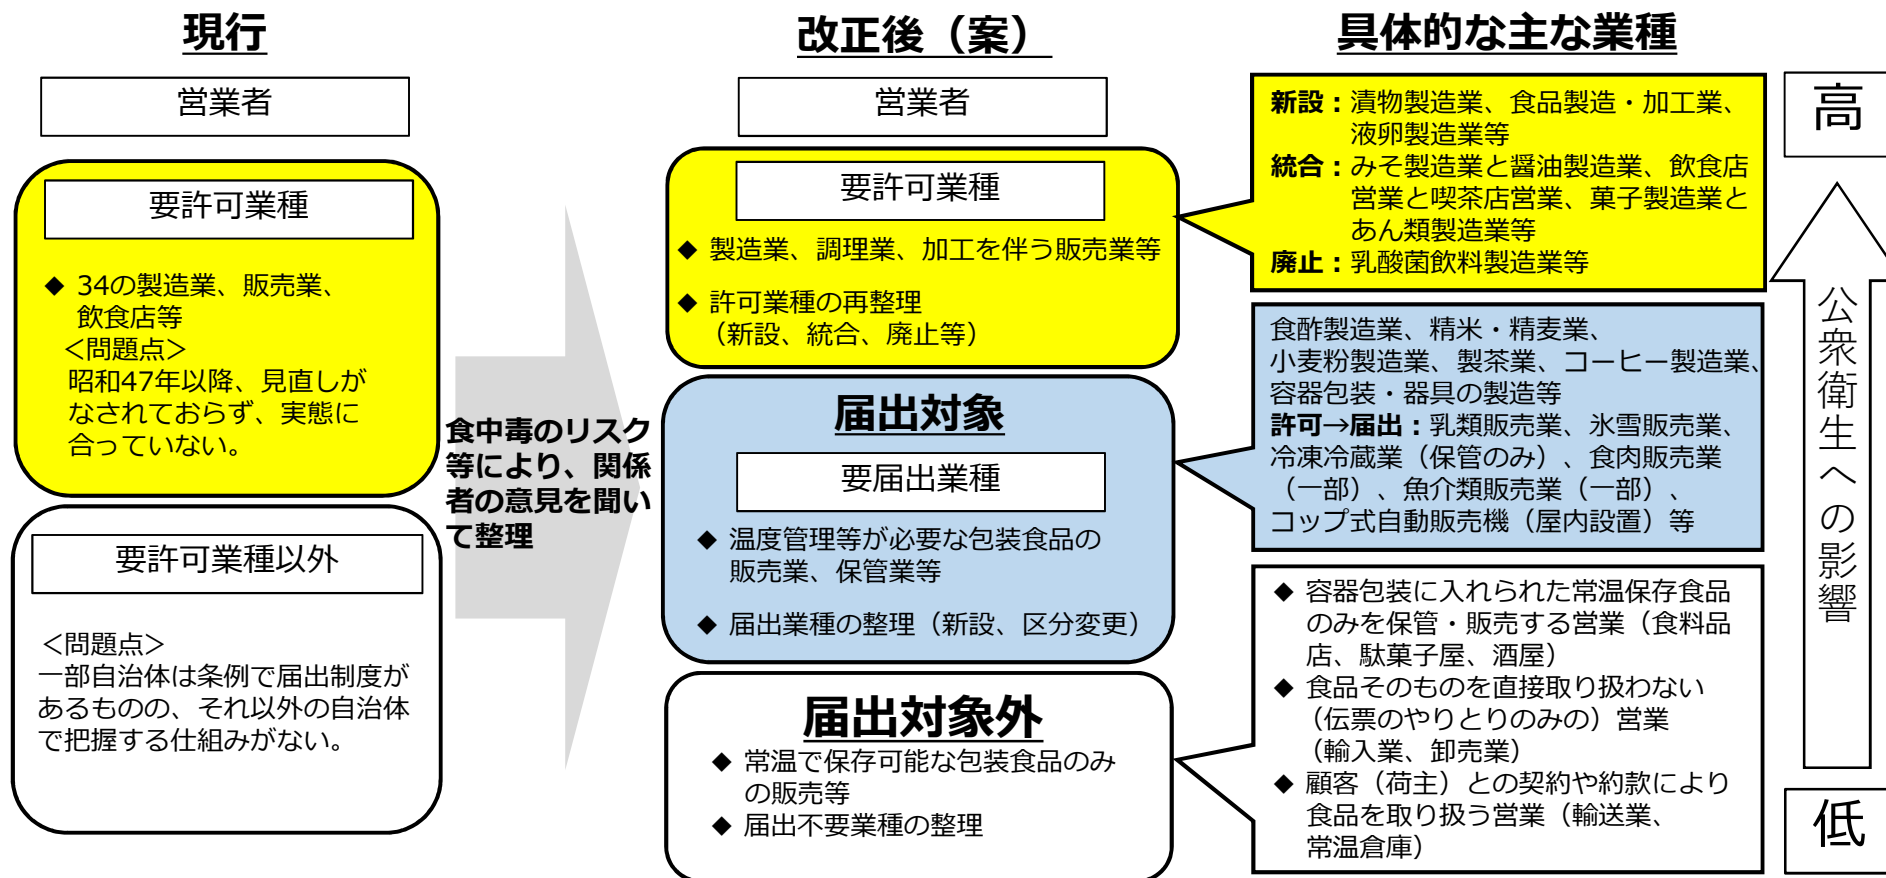 現行
営業者
要許可業種
◆ 34の製造業、販売業、
飲食店等
＜問題点＞
昭和47年以降、見直しが
なされておらず、実態に
合っていない。
要許可業種以外
＜問題点＞
一部自治体は条例で届出制度が
あるものの、それ以外の自治体
で把握する仕組みがない。
食中毒のリスク
等により、関係
者の意見を聞い
て整理
改正後（案）
営業者
要許可業種
◆ 製造業、調理業、加工を伴う販売業等
◆ 許可業種の再整理
（新設、統合、廃止等）
届出対象
要届出業種
◆ 温度管理等が必要な包装食品の
販売業、保管業等
◆ 届出業種の整理（新設、区分変更）
届出対象外
◆ 常温で保存可能な包装食品のみ
の販売等
◆ 届出不要業種の整理
具体的な主な業種
新設：漬物製造業、食品製造・加工業、
液卵製造業等
統合：みそ製造業と醤油製造業、飲食店
営業と喫茶店営業、菓子製造業と
あん類製造業等
廃止：乳酸菌飲料製造業等
食酢製造業、精米・精麦業、
小麦粉製造業、製茶業、コーヒー製造業、
容器包装・器具の製造等
許可→届出：乳類販売業、氷雪販売業、
冷凍冷蔵業（保管のみ）、食肉販売業
（一部）、魚介類販売業（一部）、
コップ式自動販売機（屋内設置）等
◆ 容器包装に入れられた常温保存食品
のみを保管・販売する営業（食料品
店、駄菓子屋、酒屋）
◆ 食品そのものを直接取り扱わない
（伝票のやりとりのみの）営業
（輸入業、卸売業）
◆ 顧客（荷主）との契約や約款により
食品を取り扱う営業（輸送業、
常温倉庫）
高
公衆衛生への影響
低